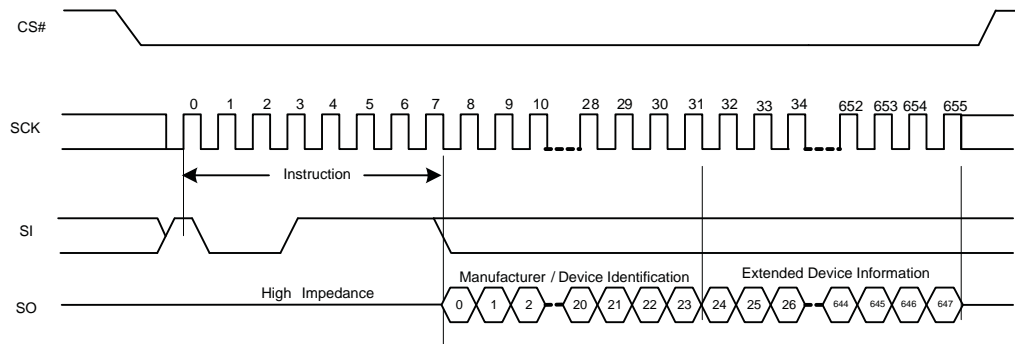 CS#
0 1 2 3 4 5 6 7 8 9 10 28 29 30 31 32 33 34 652 653 654 655
SCK
Instruction
SI
Manufacturer / Device Identification Extended Device Information
High Impedance
SO 0 1 2 20 21 22 23 24 25 26 644 645 646 647